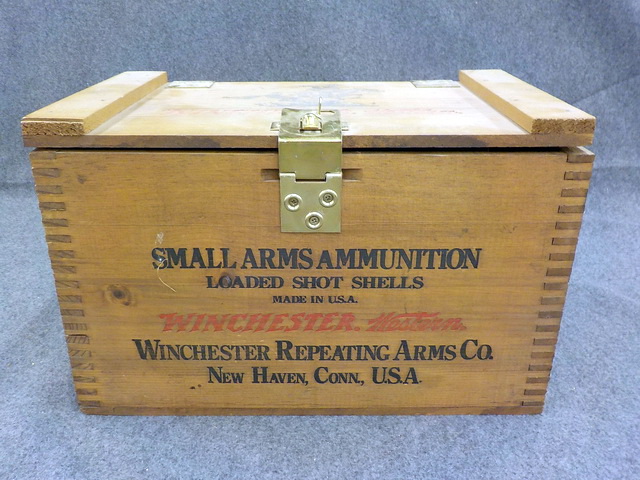 SMALL ARMS AMMUNITION
LOADED SHOT SHELLS
MADE IN U.S.A.
WINCHESTER. Western.
WINCHESTER REPEATING ARMS CO.
NEW HAVEN, CONN., U.S.A.